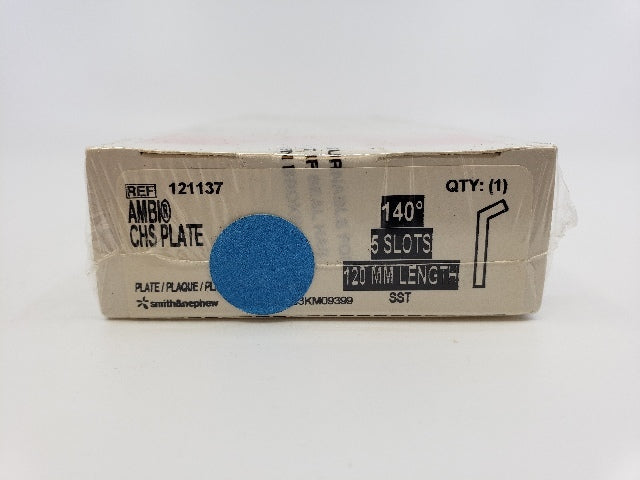 REF 121137
AMBI®
CHS PLATE
QTY: (1)
140°
5 SLOTS
120 MM LENGTH
SST
PLATE / PLAQUE / PL
smith&nephew
3KM09399